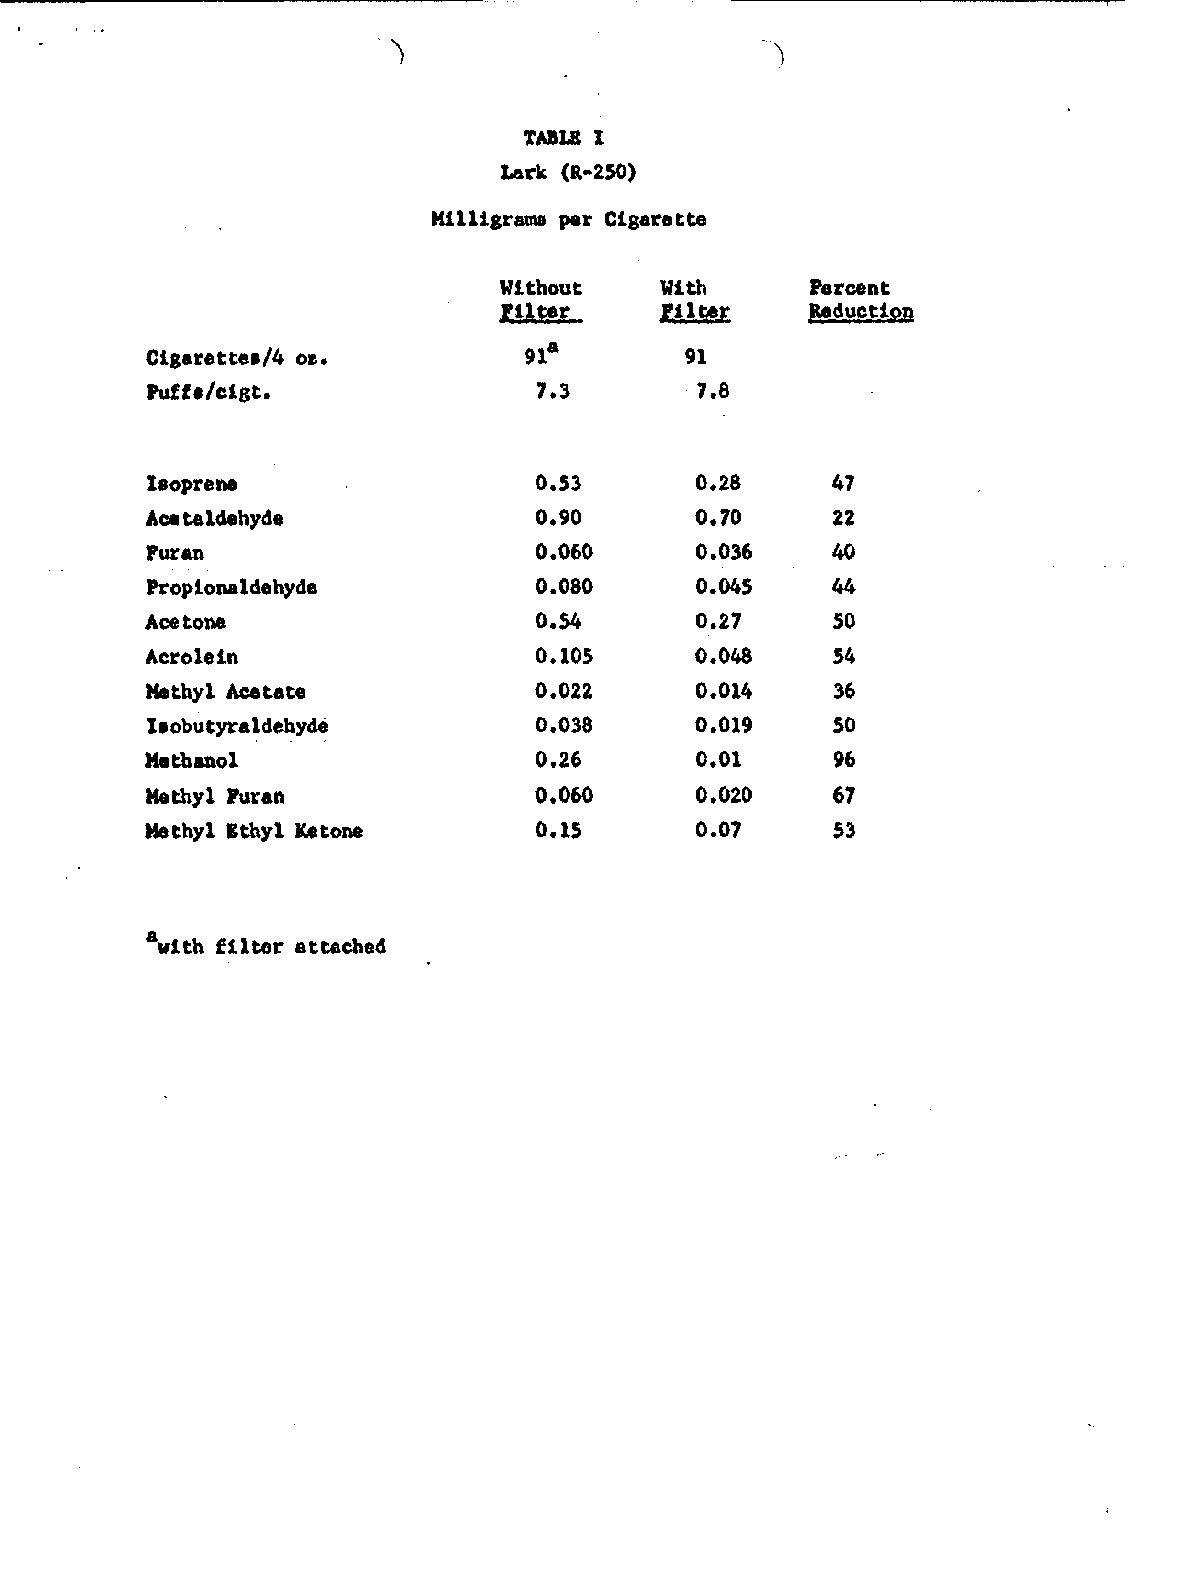 TABLE I
Lark (R-250)
Milligrams per Cigarette
Without With Percent
Filter Filter Reduction
Cigarettes/4 oz. 91a 91
Puffs/cigt. 7.3 7.8
Isoprene 0.53 0.28 47
Acetaldehyde 0.90 0.70 22
Furan 0.060 0.036 40
Propionaldehyde 0.080 0.045 44
Acetone 0.54 0.27 50
Acrolein 0.105 0.048 54
Methyl Acetate 0.022 0.014 36
Isobutyraldehyde 0.038 0.019 50
Methanol 0.26 0.01 96
Methyl Furan 0.060 0.020 67
Methyl Ethyl Ketone 0.15 0.07 53
awith filter attached